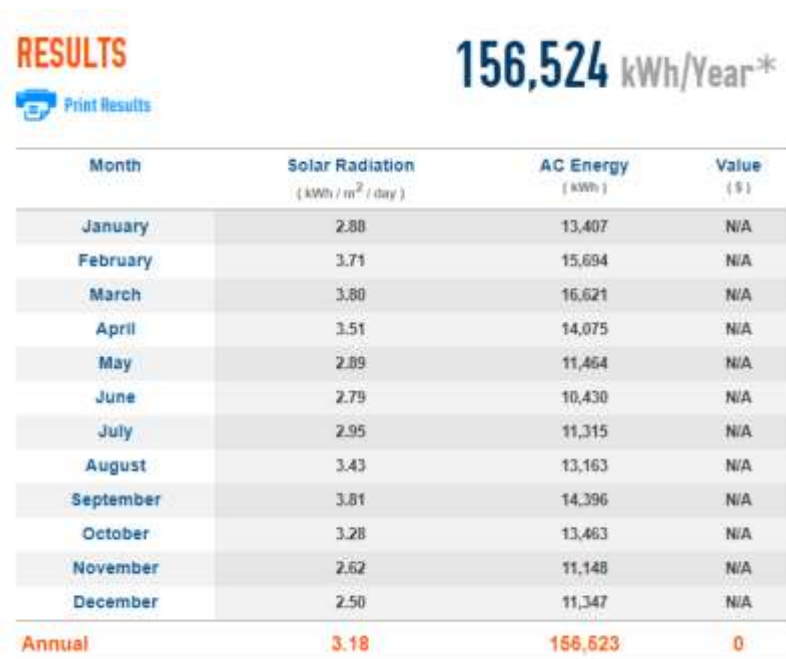 RESULTS
156,524 kWh/Year*
Print Results
Month Solar Radiation AC Energy Value
( kWh / m2 / day ) ( kWh ) ( $ )
January 2.88 13,407 N/A
February 3.71 15,694 N/A
March 3.80 16,621 N/A
April 3.51 14,075 N/A
May 2.89 11,464 N/A
June 2.79 10,430 N/A
July 2.95 11,315 N/A
August 3.43 13,163 N/A
September 3.81 14,396 N/A
October 3.28 13,463 N/A
November 2.62 11,148 N/A
December 2.50 11,347 N/A
Annual 3.18 156,523 0